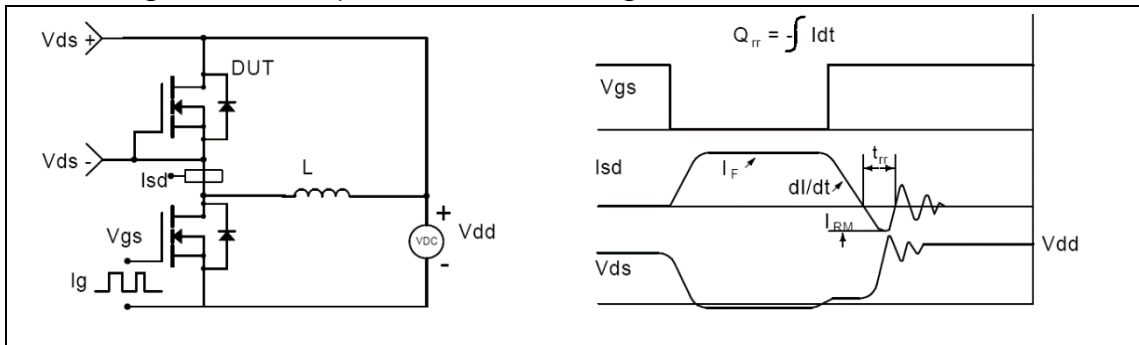 Vds +
DUT
Vds -
Isd
L
Vgs
Ig
+
VDC
Vdd
-
Qrr = -∫ Idt
Vgs
Isd
IF
dI/dt
trr
IRM
Vdd
Vds